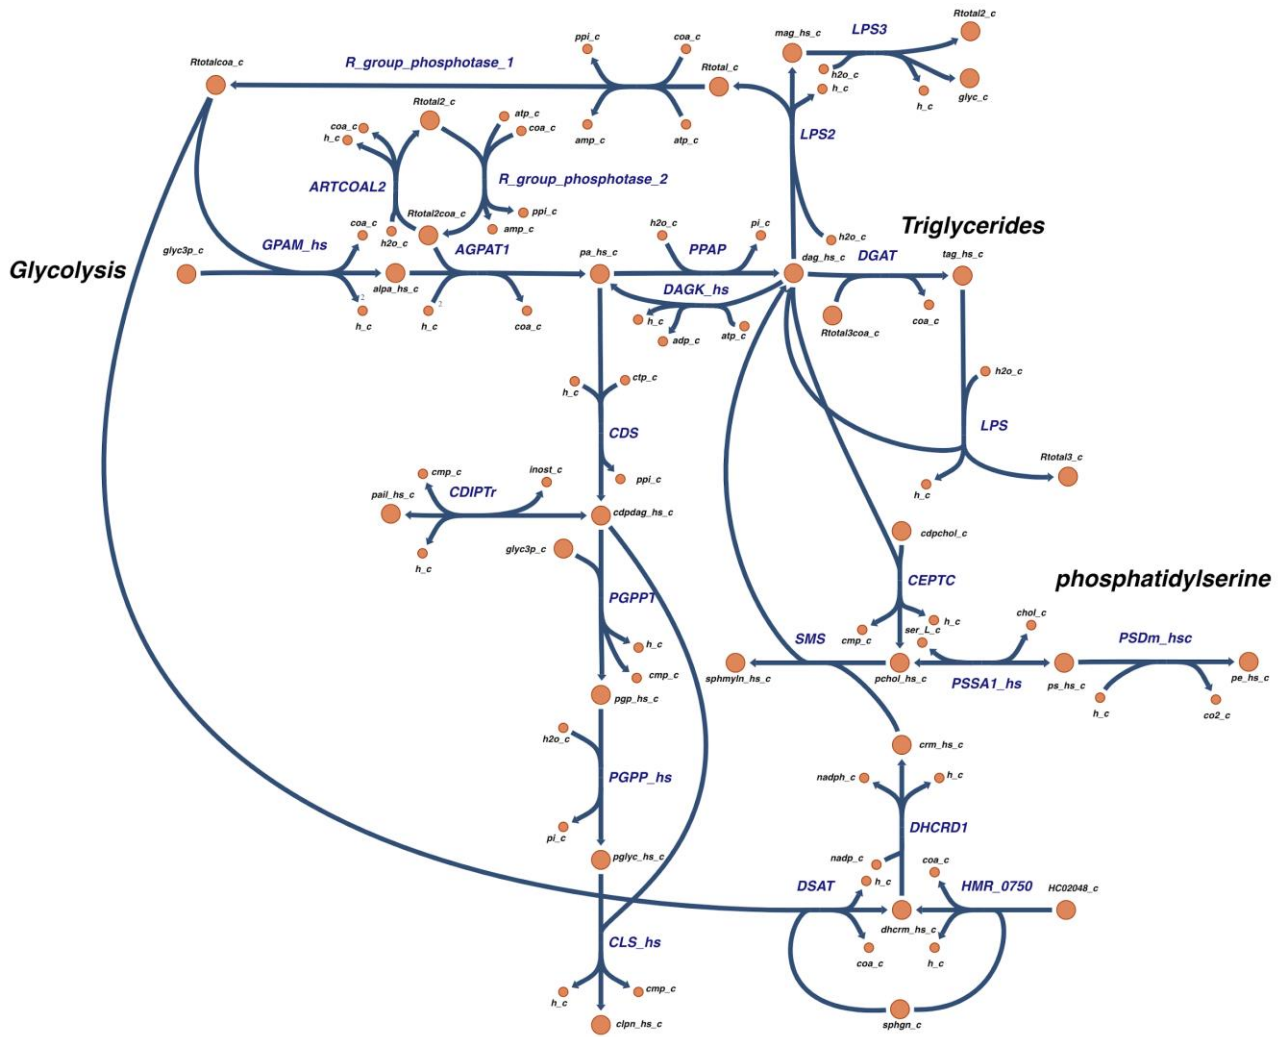 Rtotal2_c
LPS3
mag_hs_c
ppi_c
coa_c
Rtotalcoa_c
R_group_phosphotase_1
Rtotal_c
h2o_c
h_c
h_c
glyc_c
Rtotal2_c
atp_c
coa_c
coa_c
h_c
amp_c
atp_c
LPS2
ARTCOAL2
R_group_phosphotase_2
Rtotal2coa_c
ppi_c
amp_c
coa_c
h2o_c
h2o_c
pi_c
h2o_c
Triglycerides
glyc3p_c
GPAM_hs
AGPAT1
pa_hs_c
PPAP
dag_hs_c
DGAT
tag_hs_c
Glycolysis
alpa_hs_c
DAGK_hs
2
h_c
2
h_c
coa_c
h_c
adp_c
atp_c
Rtotal3coa_c
coa_c
h_c
ctp_c
h2o_c
CDS
LPS
ppi_c
Rtotal3_c
h_c
cmp_c
inost_c
pail_hs_c
CDIPTr
cdpdag_hs_c
h_c
glyc3p_c
cdpchol_c
PGPPT
CEPTC
phosphatidylserine
h_c
cmp_c
cmp_c
h_c
ser_L_c
chol_c
SMS
PSDm_hsc
sphmyln_hs_c
pchol_hs_c
PSSA1_hs
ps_hs_c
pe_hs_c
h_c
co2_c
pgp_hs_c
h2o_c
crm_hs_c
PGPP_hs
nadph_c
h_c
pi_c
DHCRD1
pglyc_hs_c
nadp_c
coa_c
DSAT
h_c
HMR_0750
HC02048_c
dhcrm_hs_c
CLS_hs
coa_c
h_c
h_c
cmp_c
clpn_hs_c
sphgn_c